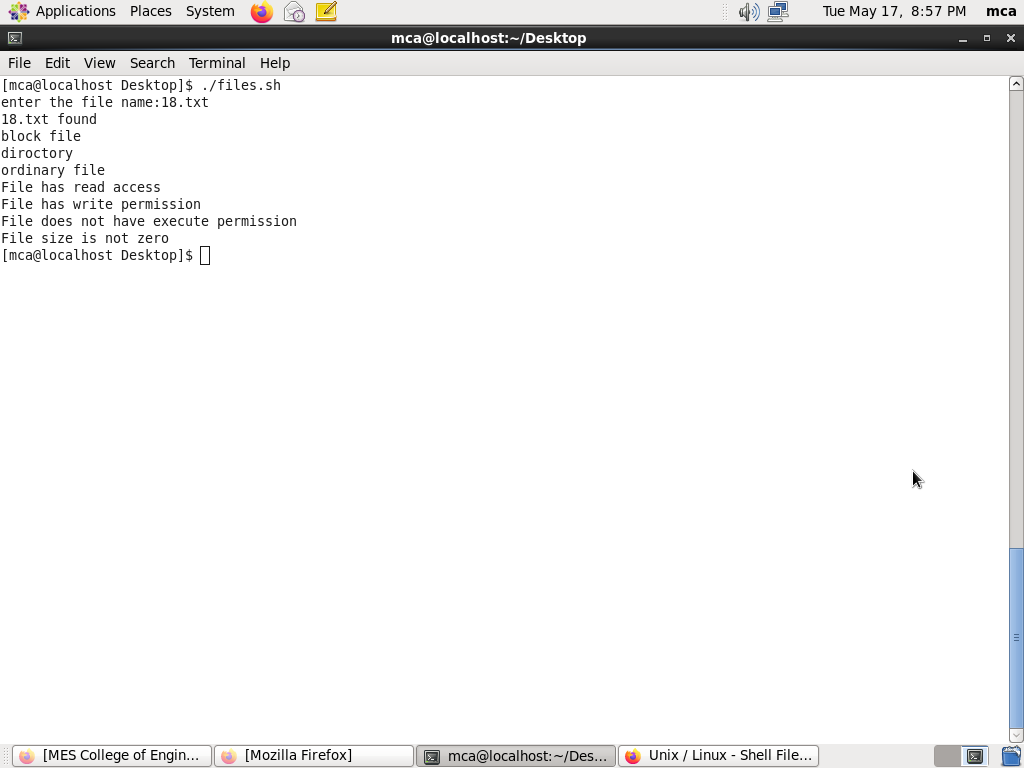 Applications Places System Tue May 17, 8:57 PM mca
mca@localhost:~/Desktop
File Edit View Search Terminal Help
[mca@localhost Desktop]$ ./files.sh
enter the file name:18.txt
18.txt found
block file
diroctory
ordinary file
File has read access
File has write permission
File does not have execute permission
File size is not zero
[mca@localhost Desktop]$
[MES College of Engin... [Mozilla Firefox] mca@localhost:~/Des... Unix / Linux - Shell File...